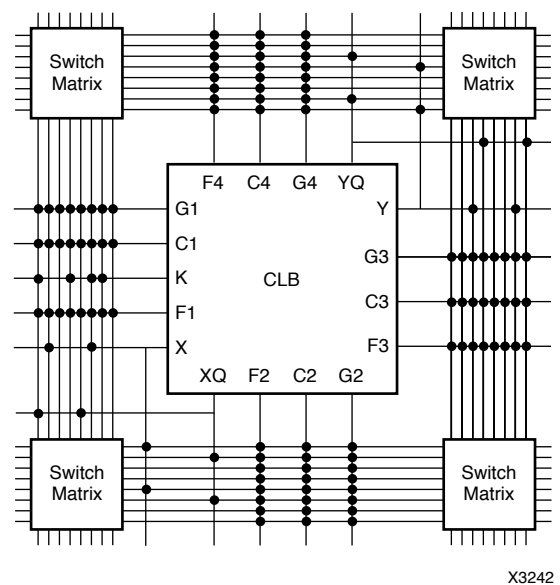 Switch
Matrix
Switch
Matrix
F4 C4 G4 YQ
G1
Y
C1
G3
K
CLB
C3
F1
F3
X
XQ F2 C2 G2
Switch
Matrix
Switch
Matrix
X3242